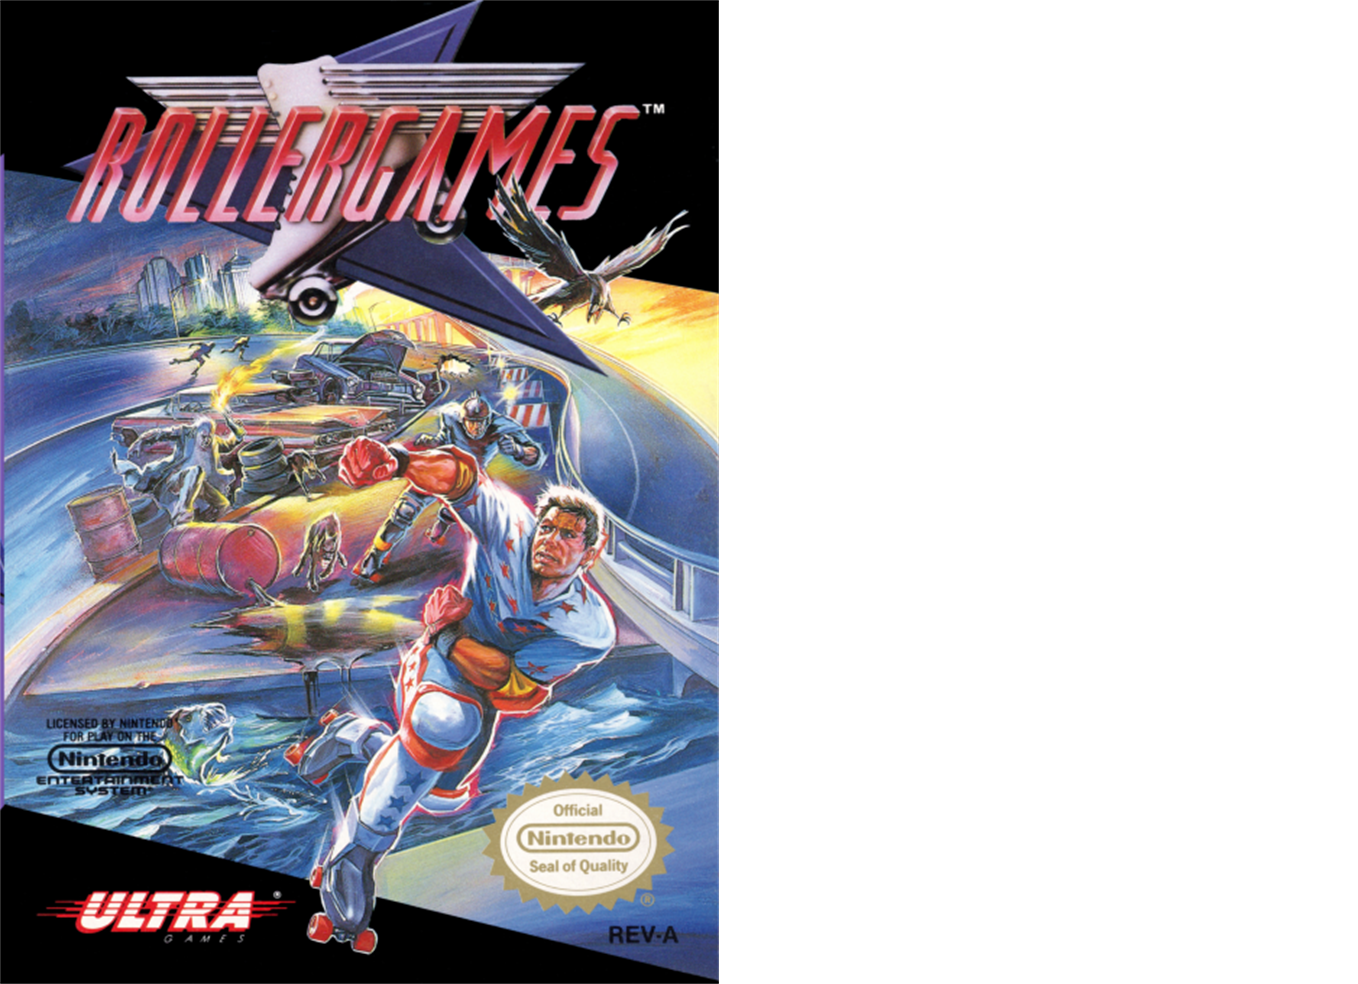 ROLLERGAMES™
LICENSED BY NINTENDO
FOR PLAY ON THE
Nintendo
ENTERTAINMENT
SYSTEM
Official
Nintendo
Seal of Quality
®
REV-A
ULTRA®
GAMES